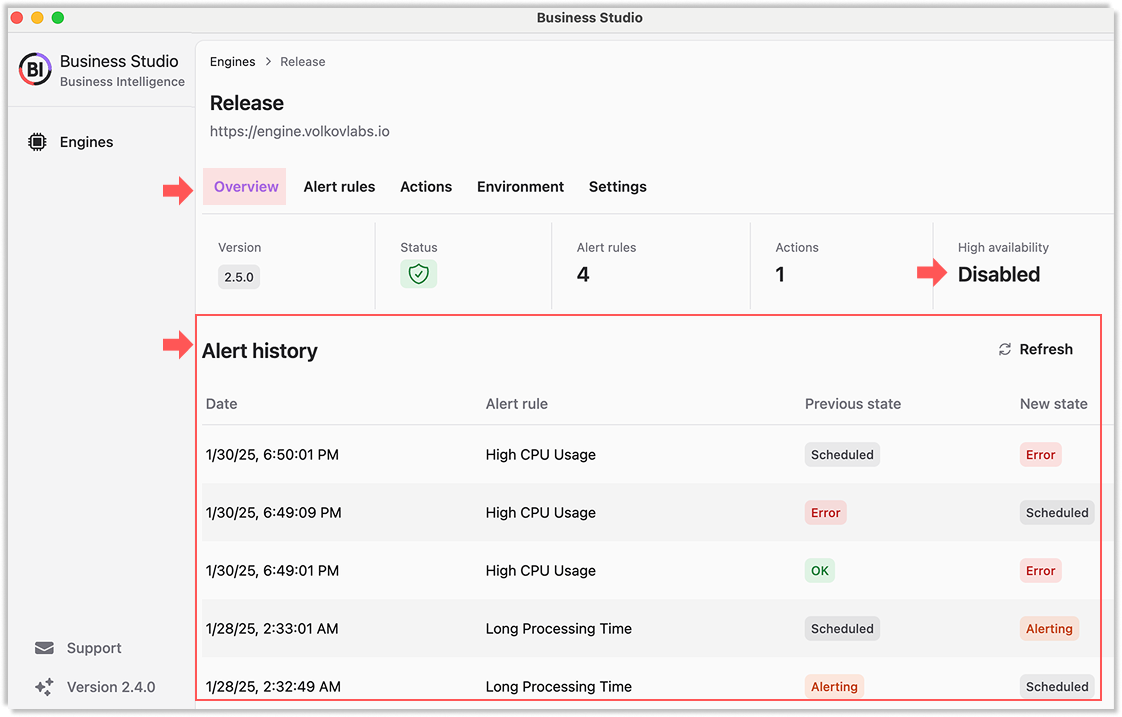 Business Studio
BI
Business Studio
Business Intelligence
Engines
Support
Version 2.4.0
Engines > Release
Release
https://engine.volkovlabs.io
Overview Alert rules Actions Environment Settings
Version Status Alert rules Actions High availability
2.5.0 4 1 Disabled
Alert history Refresh
Date Alert rule Previous state New state
1/30/25, 6:50:01 PM High CPU Usage Scheduled Error
1/30/25, 6:49:09 PM High CPU Usage Error Scheduled
1/30/25, 6:49:01 PM High CPU Usage OK Error
1/28/25, 2:33:01 AM Long Processing Time Scheduled Alerting
1/28/25, 2:32:49 AM Long Processing Time Alerting Scheduled